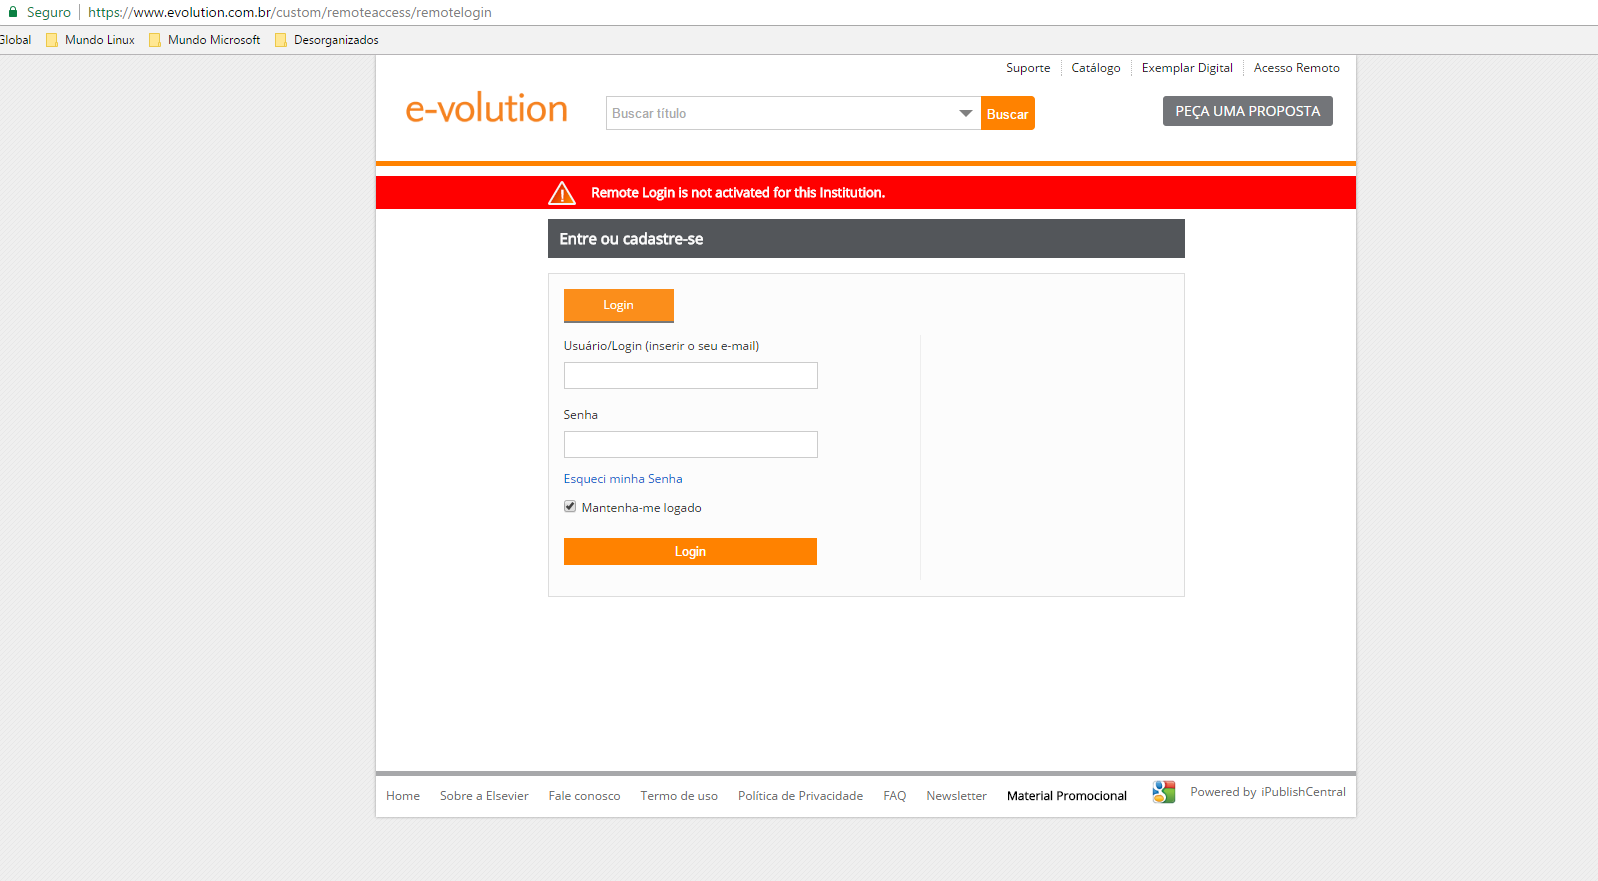 Seguro https://www.evolution.com.br/custom/remoteaccess/remotelogin
Global Mundo Linux Mundo Microsoft Desorganizados
Suporte Catálogo Exemplar Digital Acesso Remoto
e-volution Buscar título Buscar PEÇA UMA PROPOSTA
Remote Login is not activated for this Institution.
Entre ou cadastre-se
Login
Usuário/Login (inserir o seu e-mail)
Senha
Esqueci minha Senha
Mantenha-me logado
Login
Home Sobre a Elsevier Fale conosco Termo de uso Política de Privacidade FAQ Newsletter Material Promocional Powered by iPublishCentral